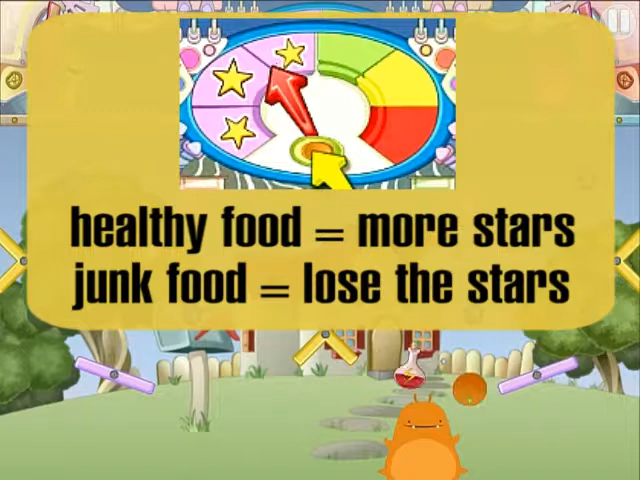 healthy food = more stars
junk food = lose the stars